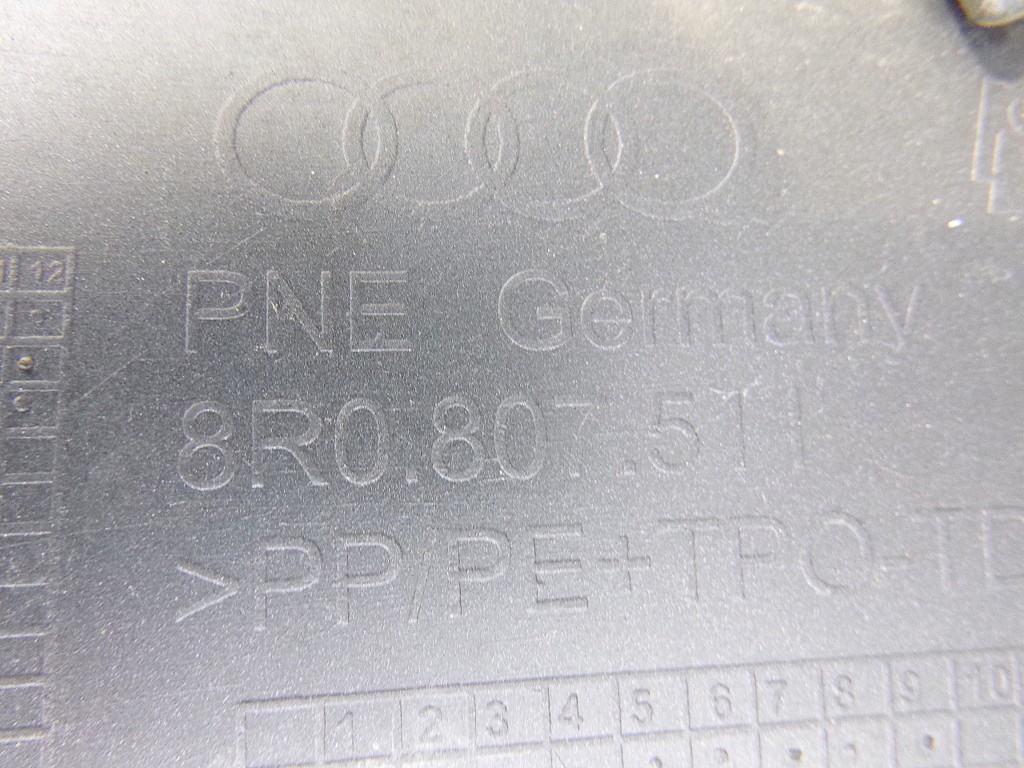 12
PNE Germany
8R0.807.511
>PP/PE+TPO-TD
1 2 3 4 5 6 7 8 9 10